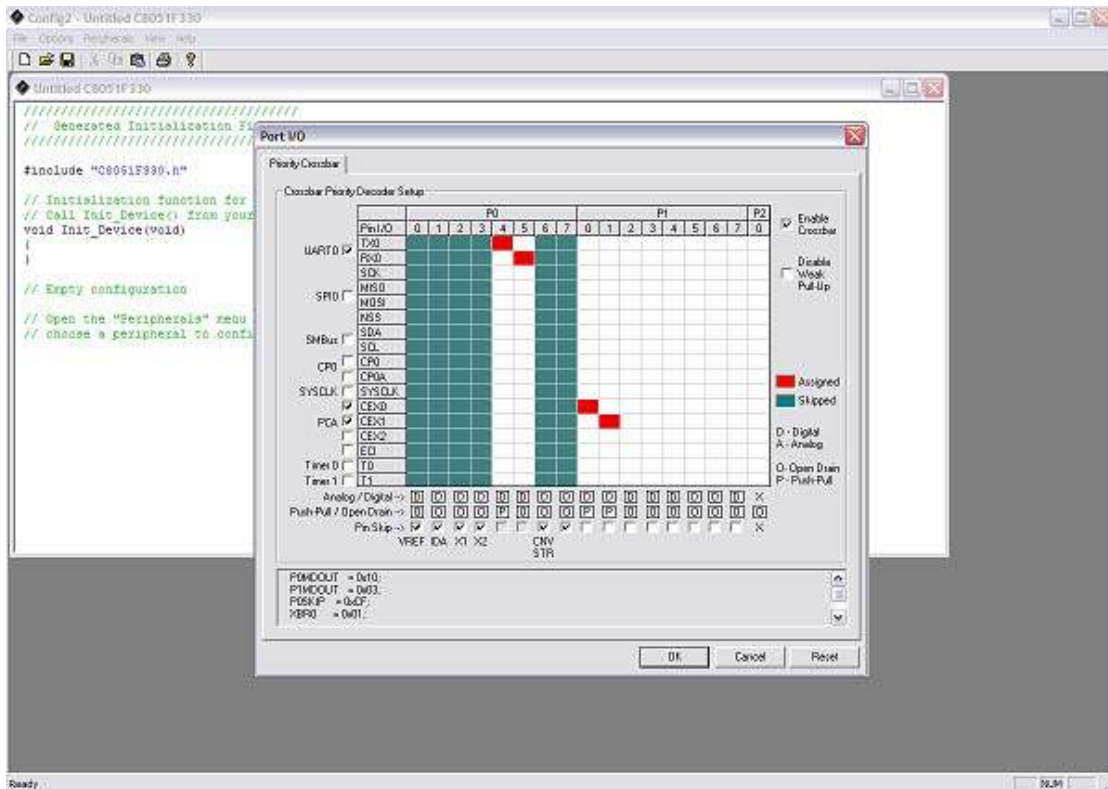 Config2 - Untitled C8051F330
File Options Peripherals View Help
Untitled C8051F330
////////////////////////////////////
// Generated Initialization Fi
#include "C8051F330.h"
// Initialization function for
// Call Init_Device() from your
void Init_Device(void)
{
}
// Empty configuration
// Open the "Peripherals" menu
// choose a peripheral to confi
Port I/O
Priority Crossbar
Crossbar Priority Decoder Setup
P0 P1 P2
Pin I/O 0 1 2 3 4 5 6 7 0 1 2 3 4 5 6 7 0
UART0 TX0
RX0
SCK
SPI0 MISO
MOSI
NSS
SMBus SDA
SCL
CP0 CP0
CP0A
SYSCLK SYSCLK
CEX0
PCA CEX1
CEX2
ECI
Timer 0 T0
Timer 1 T1
Enable Crossbar
Disable Weak Pull-Up
Assigned
Skipped
D - Digital
A - Analog
O- Open Drain
P - Push-Pull
Analog / Digital ->
Push-Pull / Open Drain ->
Pin Skip ->
VREF IDA X1 X2 CNV
STR
P0MDOUT = 0x10;
P1MDOUT = 0x03;
P0SKIP = 0xCF;
XBR0 = 0x01;
OK Cancel Reset
Ready NUM